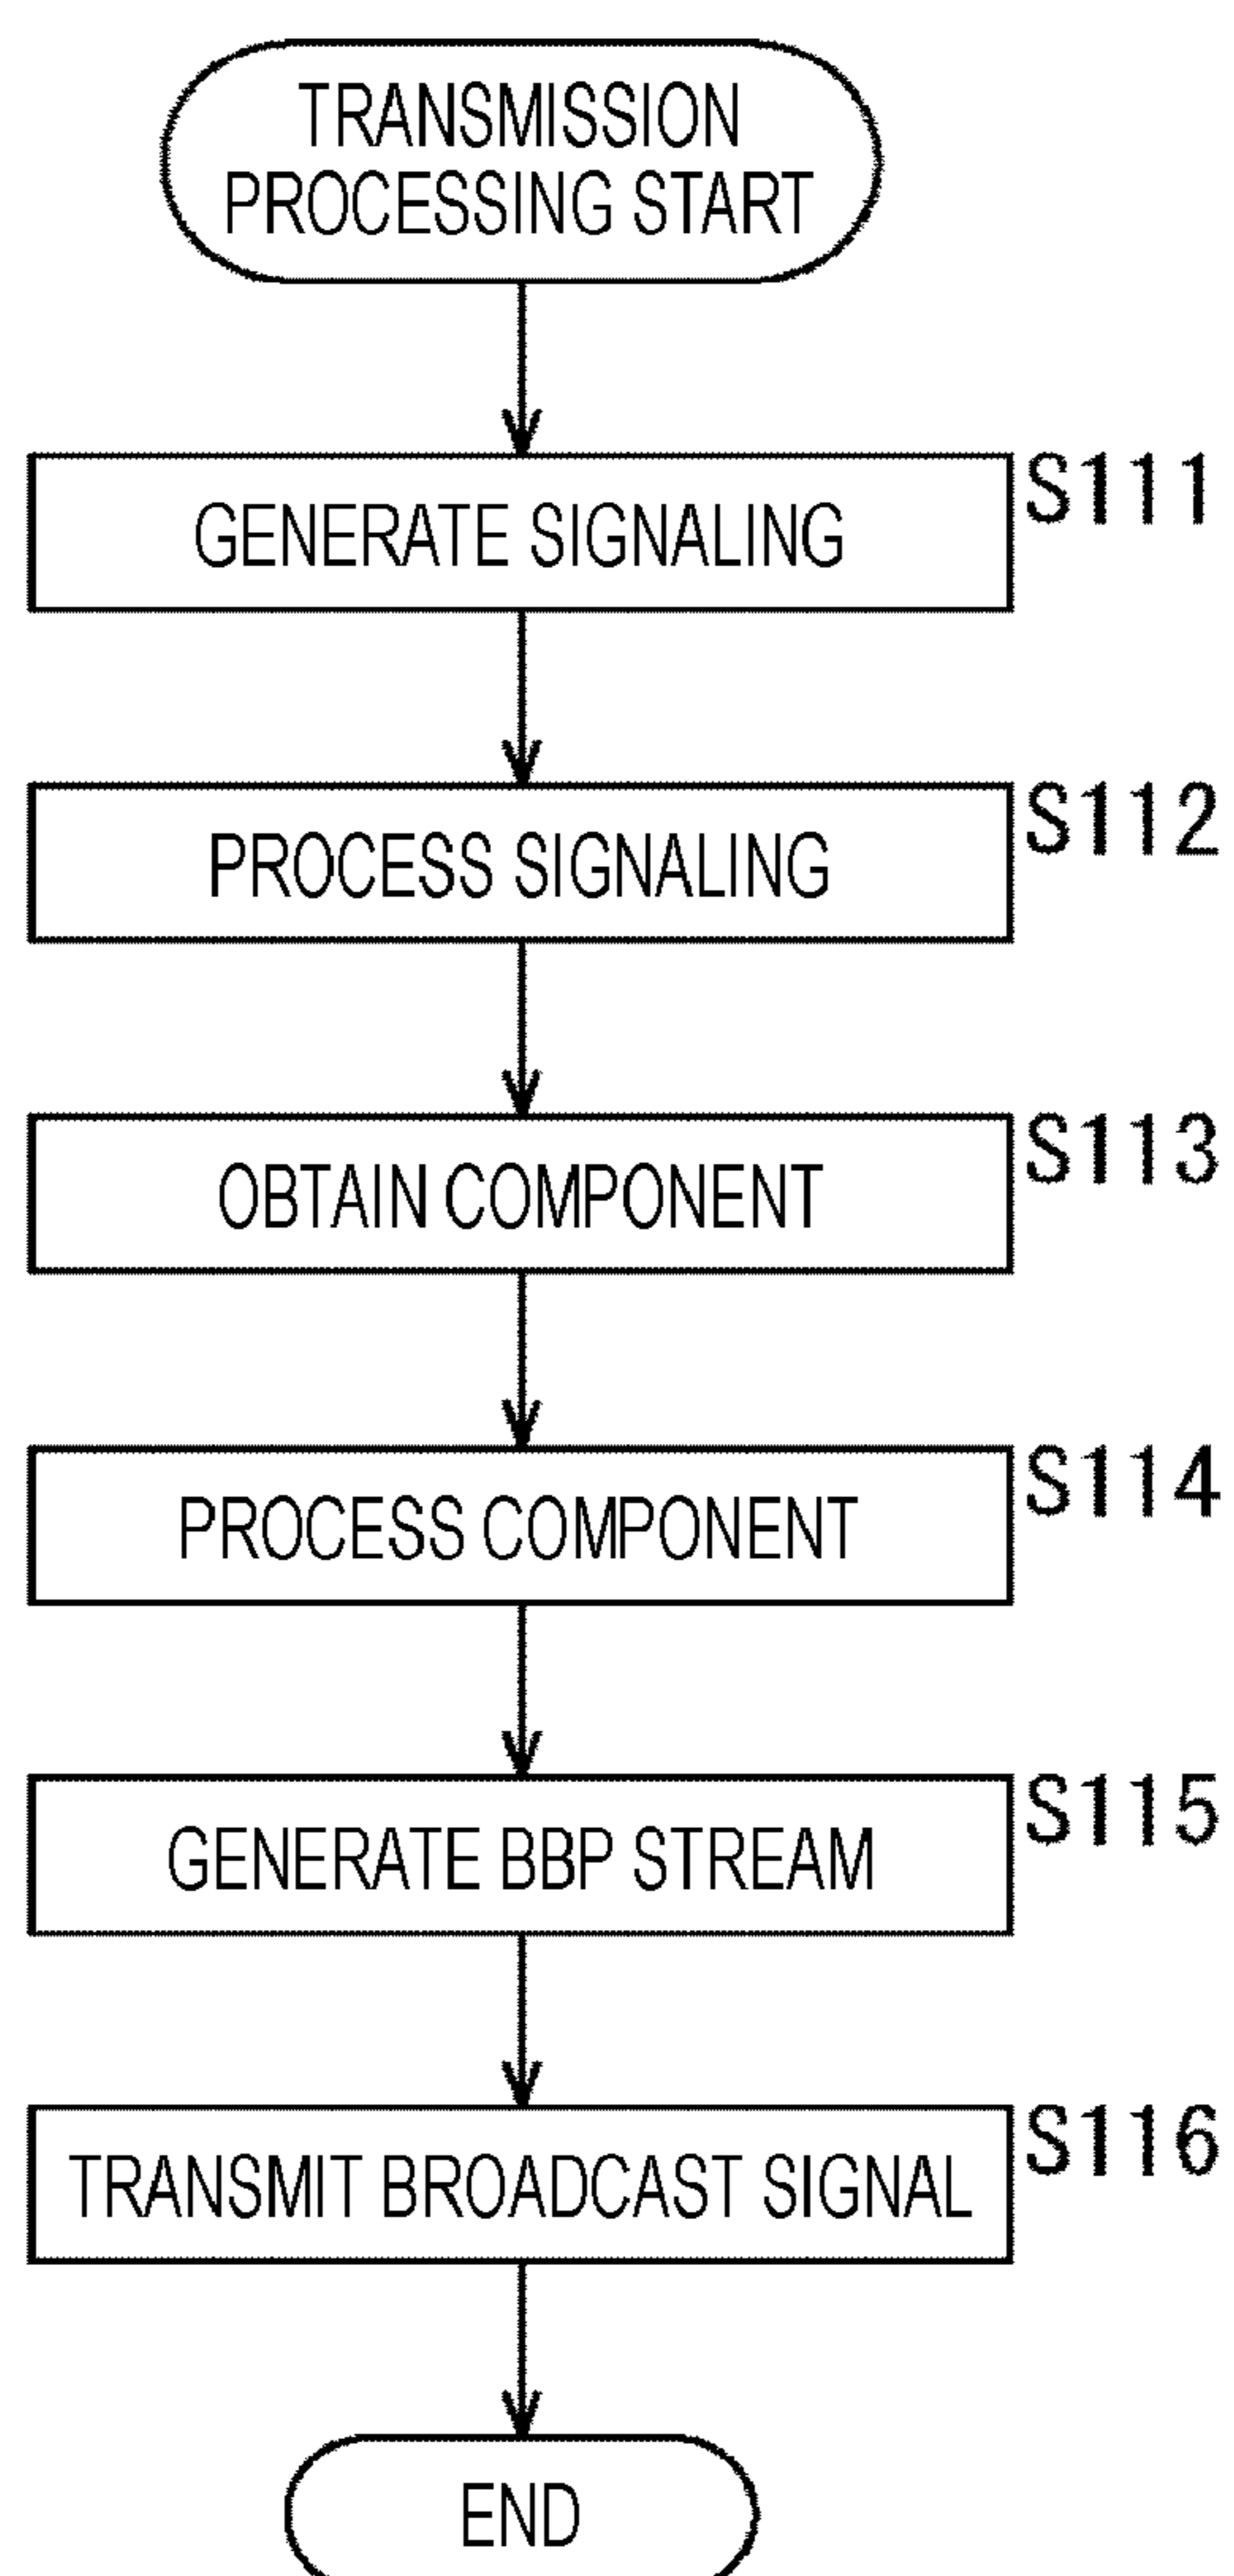 TRANSMISSION
PROCESSING START
GENERATE SIGNALING
S111
PROCESS SIGNALING
S112
OBTAIN COMPONENT
S113
PROCESS COMPONENT
S114
GENERATE BBP STREAM
S115
TRANSMIT BROADCAST SIGNAL
S116
END